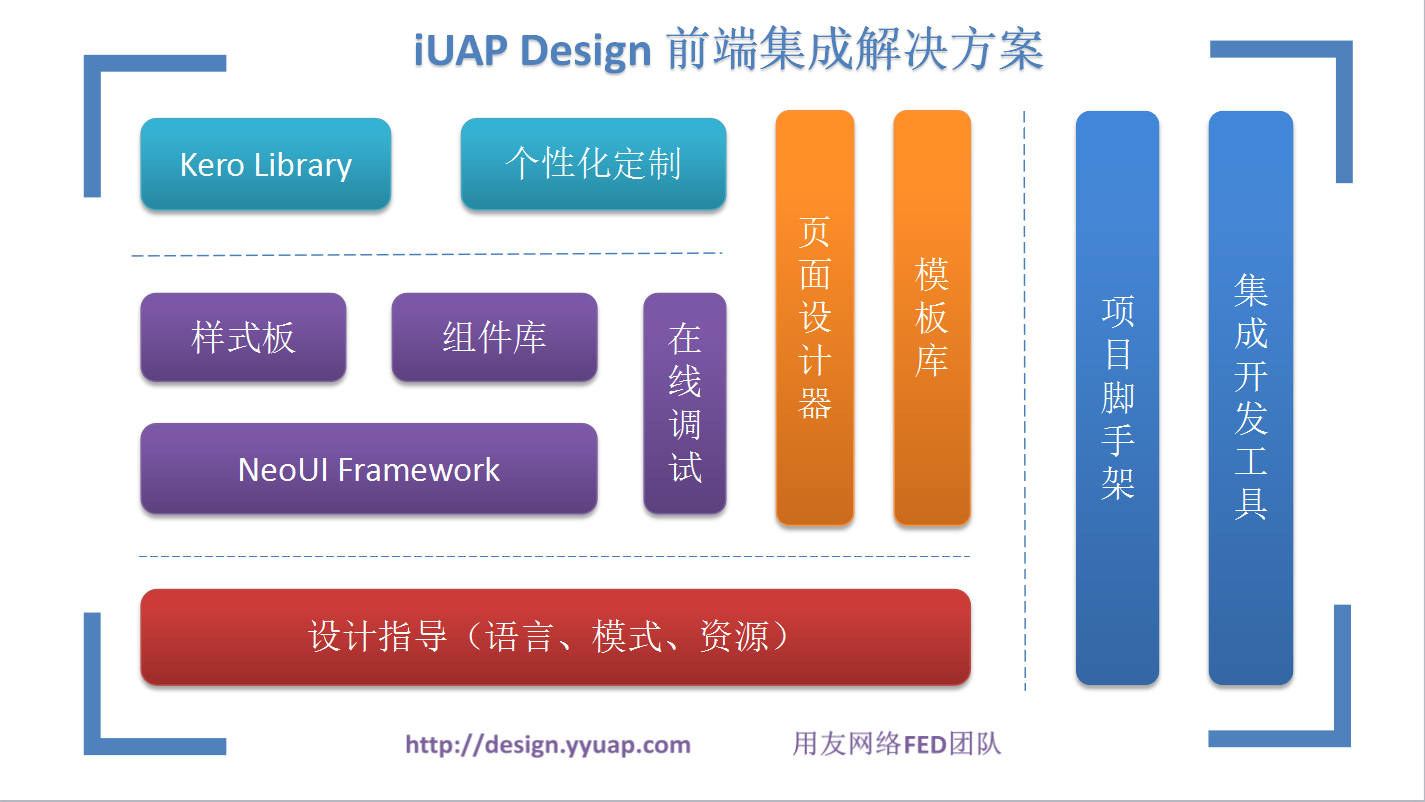 iUAP Design 前端集成解决方案
Kero Library
个性化定制
页面设计器
模板库
项目脚手架
集成开发工具
样式板
组件库
在线调试
NeoUI Framework
设计指导（语言、模式、资源）
http://design.yyuap.com
用友网络FED团队